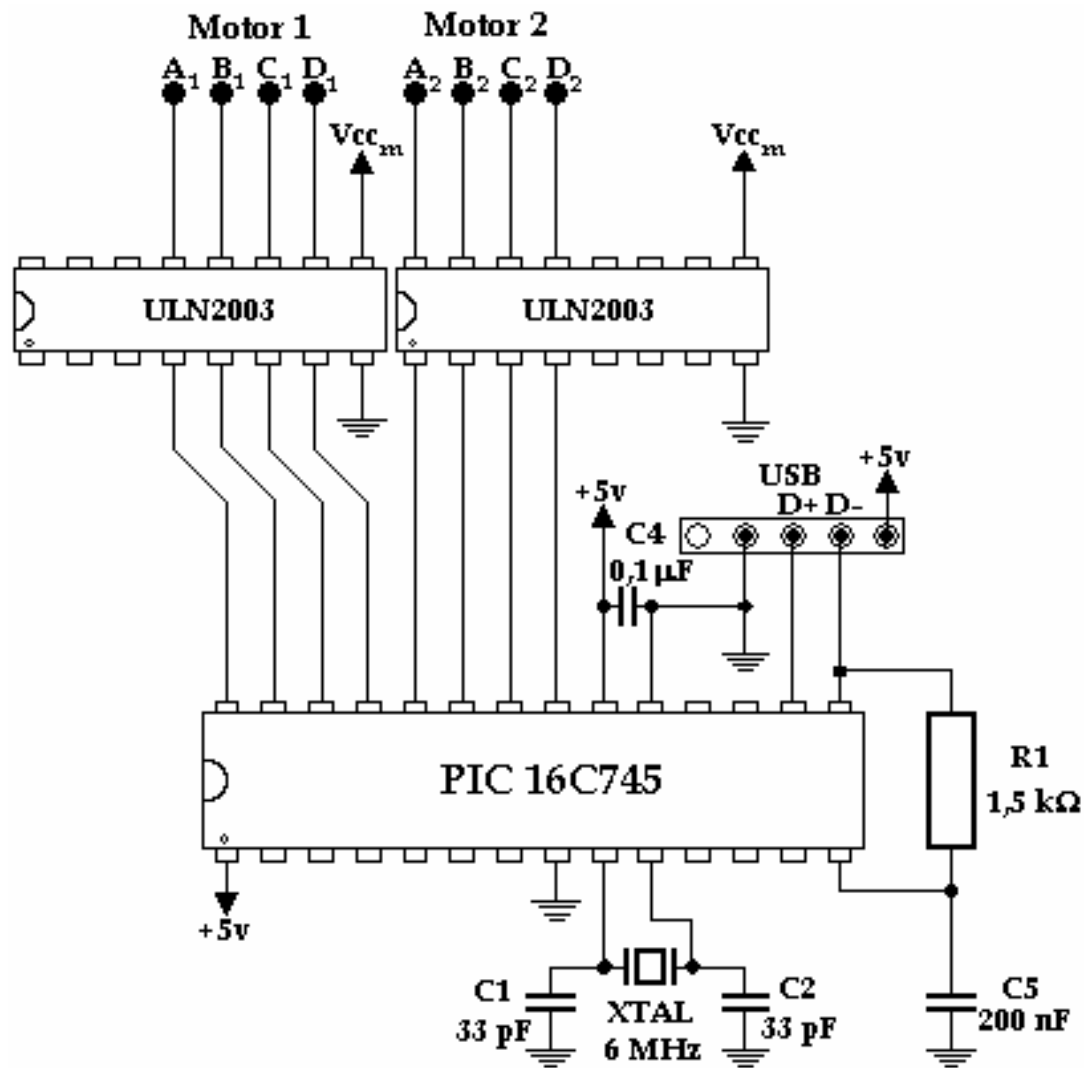 Motor 1
Motor 2
A1 B1 C1 D1
A2 B2 C2 D2
Vccm
Vccm
ULN2003
ULN2003
+5v
USB
D+ D-
+5v
C4
0,1 µF
PIC 16C745
R1
1,5 kΩ
+5v
C1
33 pF
XTAL
6 MHz
C2
33 pF
C5
200 nF